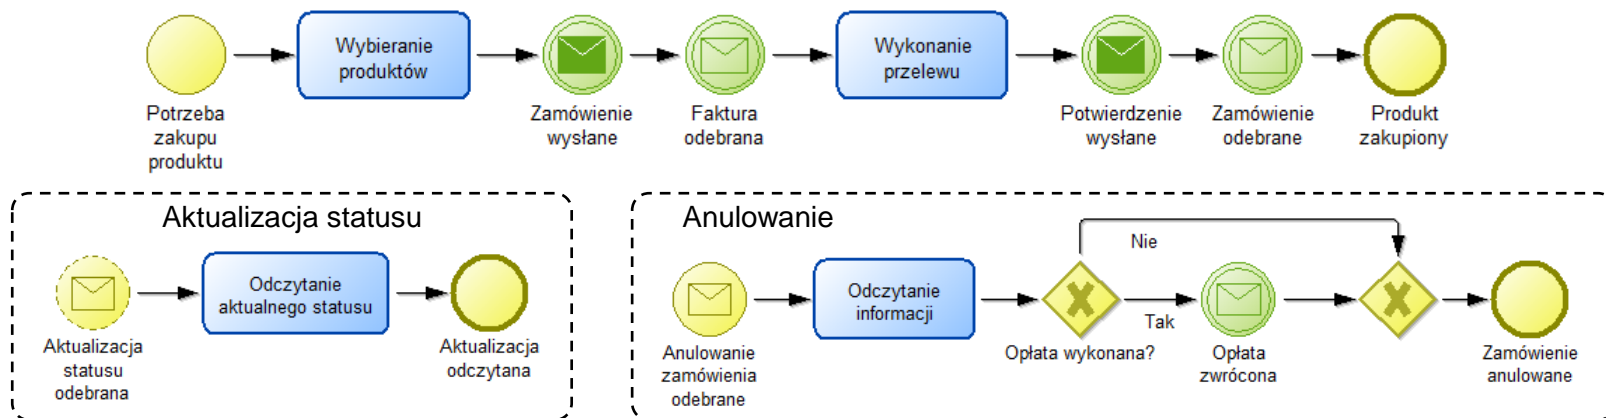 Wybieranie
produktów
Wykonanie
przelewu
Potrzeba
zakupu
produktu
Zamówienie
wysłane
Faktura
odebrana
Potwierdzenie
wysłane
Zamówienie
odebrane
Produkt
zakupiony
Aktualizacja statusu
Odczytanie
aktualnego statusu
Aktualizacja
statusu
odebrana
Aktualizacja
odczytana
Anulowanie
Nie
Odczytanie
informacji
Tak
Anulowanie
zamówienia
odebrane
Opłata wykonana?
Opłata
zwrócona
Zamówienie
anulowane